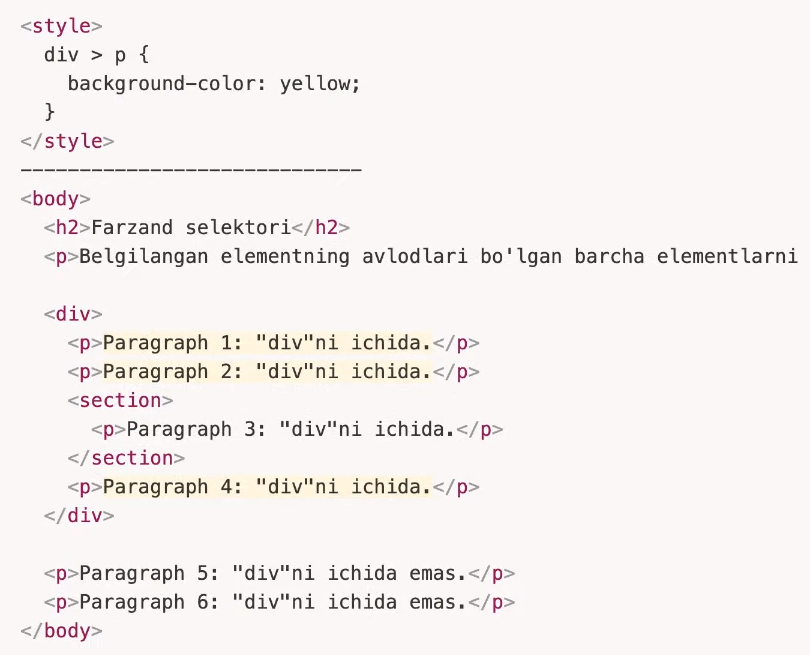 <style>
div > p {
background-color: yellow;
}
</style>
-----------------------------
<body>
<h2>Farzand selektori</h2>
<p>Belgilangan elementning avlodlari bo'lgan barcha elementlarni
<div>
<p>Paragraph 1: "div"ni ichida.</p>
<p>Paragraph 2: "div"ni ichida.</p>
<section>
<p>Paragraph 3: "div"ni ichida.</p>
</section>
<p>Paragraph 4: "div"ni ichida.</p>
</div>
<p>Paragraph 5: "div"ni ichida emas.</p>
<p>Paragraph 6: "div"ni ichida emas.</p>
</body>